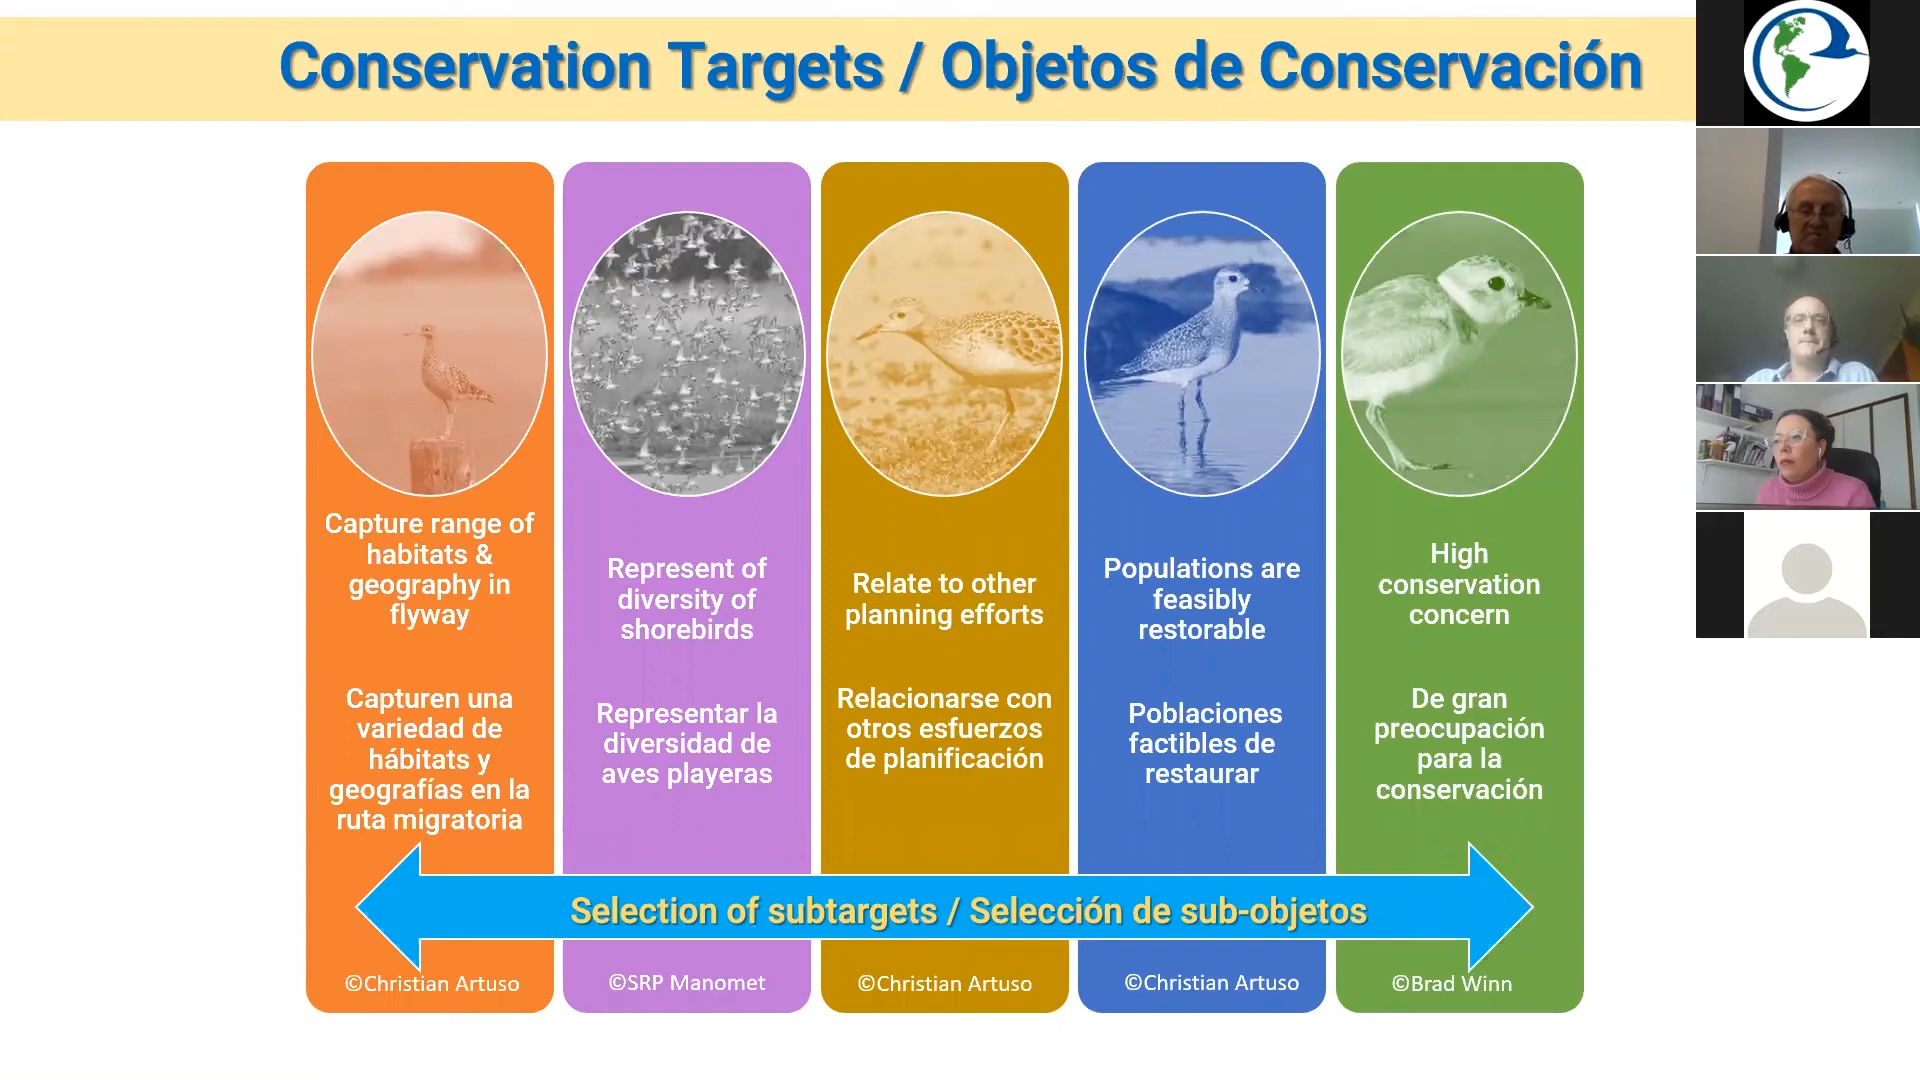 Conservation Targets / Objetos de Conservación
Capture range of
habitats &
geography in
flyway
Capturen una
variedad de
hábitats y
geografías en la
ruta migratoria
Represent of
diversity of
shorebirds
Representar la
diversidad de
aves playeras
Relate to other
planning efforts
Relacionarse con
otros esfuerzos
de planificación
Populations are
feasibly
restorable
Poblaciones
factibles de
restaurar
High
conservation
concern
De gran
preocupación
para la
conservación
Selection of subtargets / Selección de sub-objetos
©Christian Artuso
©SRP Manomet
©Christian Artuso
©Christian Artuso
©Brad Winn